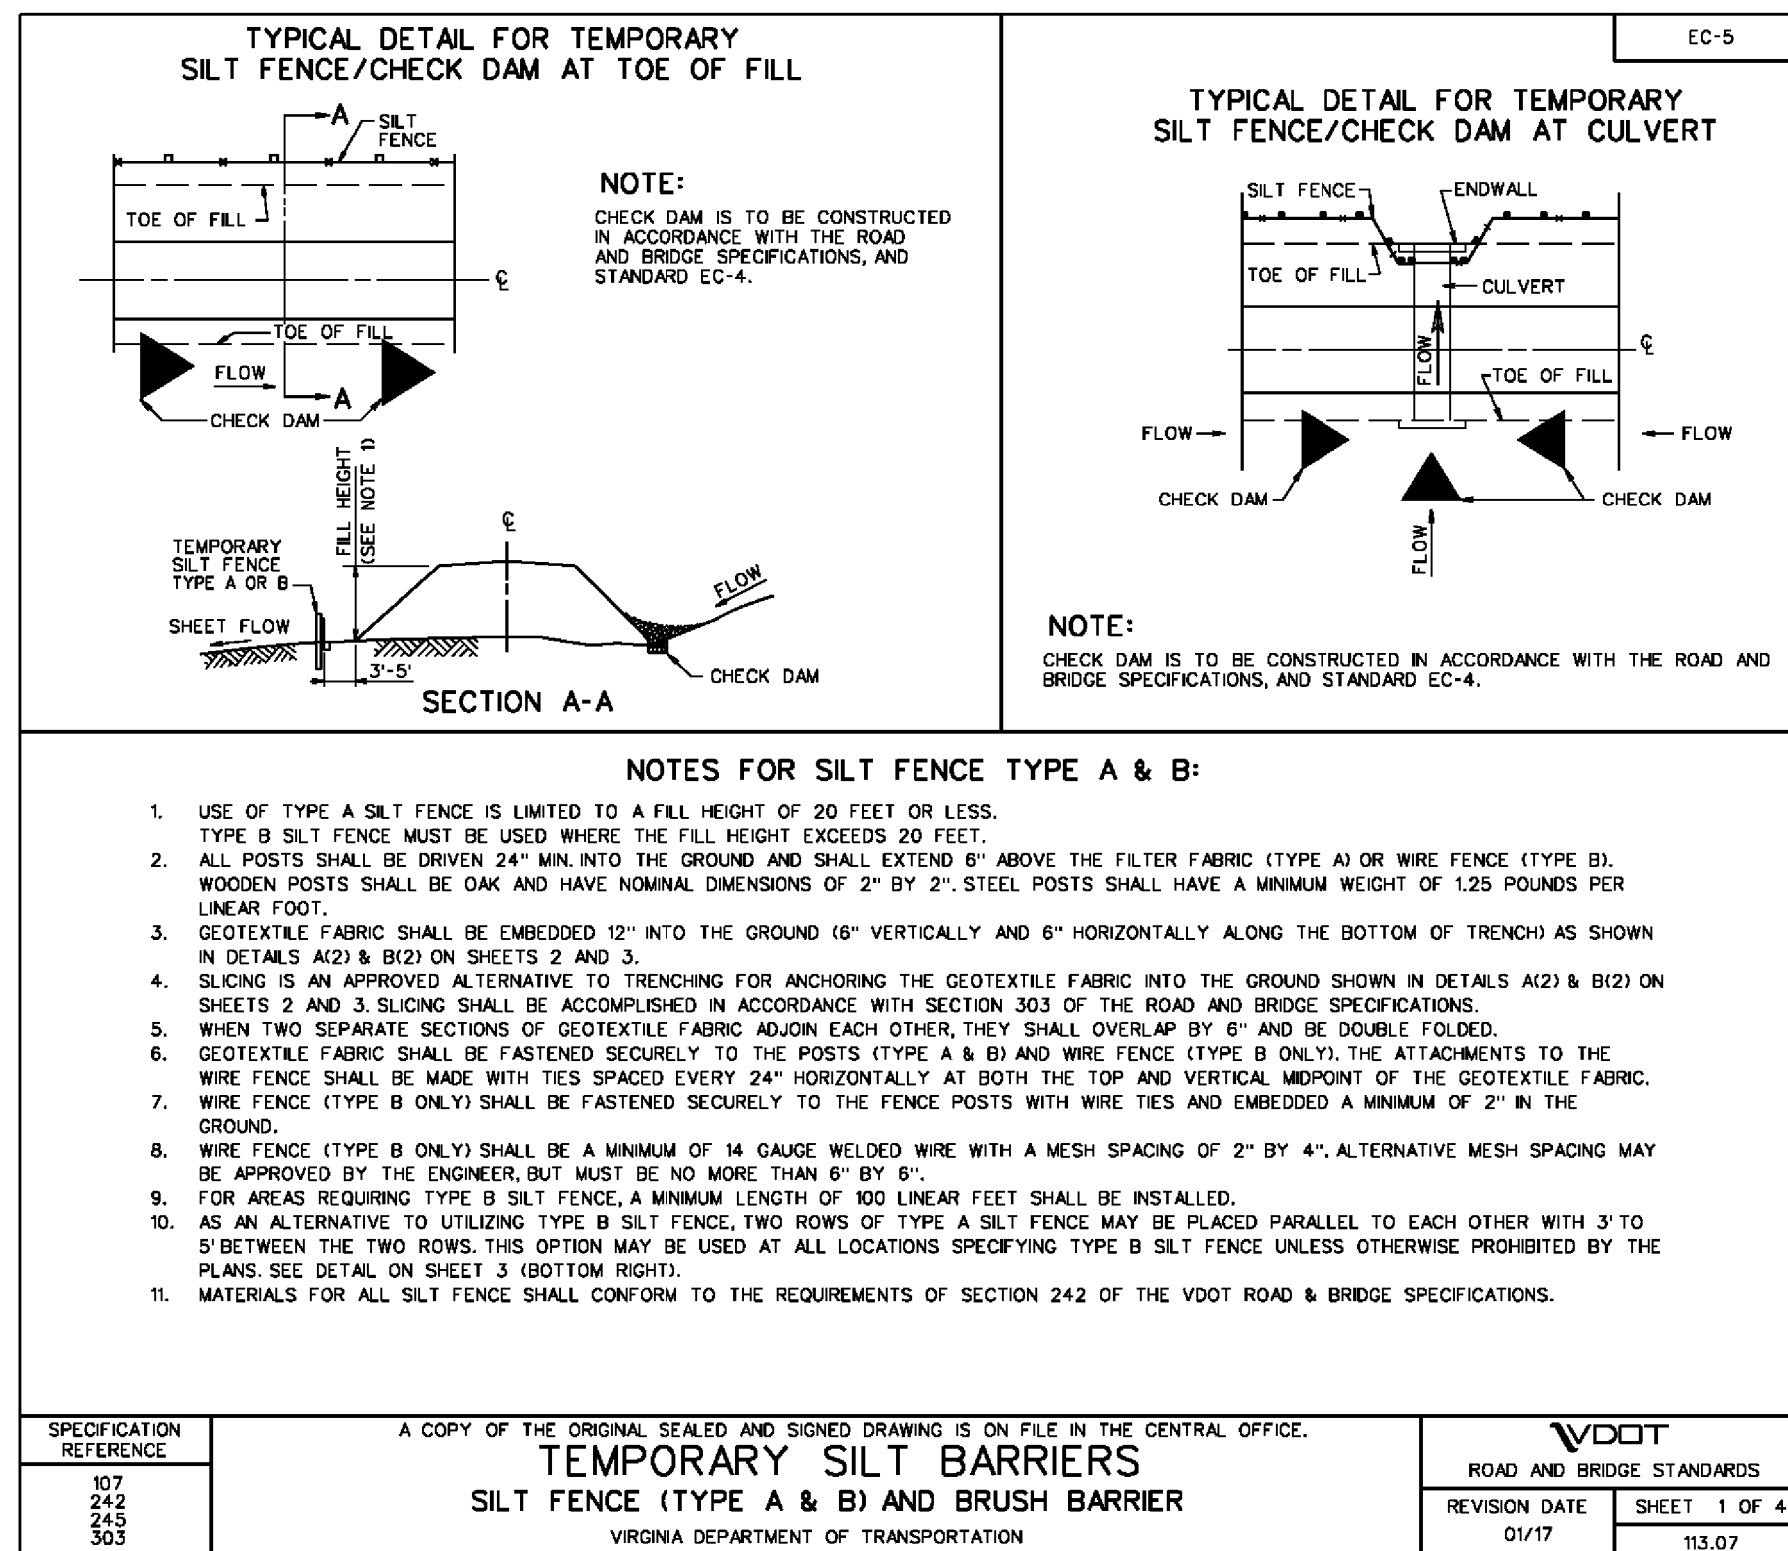 TYPICAL DETAIL FOR TEMPORARY
SILT FENCE/CHECK DAM AT TOE OF FILL
A
SILT
FENCE
TOE OF FILL
NOTE:
CHECK DAM IS TO BE CONSTRUCTED
IN ACCORDANCE WITH THE ROAD
AND BRIDGE SPECIFICATIONS, AND
STANDARD EC-4.
℄
TOE OF FILL
FLOW
A
CHECK DAM
FILL HEIGHT
(SEE NOTE 1)
℄
TEMPORARY
SILT FENCE
TYPE A OR B
FLOW
SHEET FLOW
3'-5'
CHECK DAM
SECTION A-A
EC-5
TYPICAL DETAIL FOR TEMPORARY
SILT FENCE/CHECK DAM AT CULVERT
SILT FENCE
ENDWALL
TOE OF FILL
CULVERT
℄
FLOW
TOE OF FILL
FLOW
FLOW
CHECK DAM
CHECK DAM
FLOW
NOTE:
CHECK DAM IS TO BE CONSTRUCTED IN ACCORDANCE WITH THE ROAD AND
BRIDGE SPECIFICATIONS, AND STANDARD EC-4.
NOTES FOR SILT FENCE TYPE A & B:
1. USE OF TYPE A SILT FENCE IS LIMITED TO A FILL HEIGHT OF 20 FEET OR LESS.
TYPE B SILT FENCE MUST BE USED WHERE THE FILL HEIGHT EXCEEDS 20 FEET.
2. ALL POSTS SHALL BE DRIVEN 24" MIN. INTO THE GROUND AND SHALL EXTEND 6" ABOVE THE FILTER FABRIC (TYPE A) OR WIRE FENCE (TYPE B).
WOODEN POSTS SHALL BE OAK AND HAVE NOMINAL DIMENSIONS OF 2" BY 2". STEEL POSTS SHALL HAVE A MINIMUM WEIGHT OF 1.25 POUNDS PER
LINEAR FOOT.
3. GEOTEXTILE FABRIC SHALL BE EMBEDDED 12" INTO THE GROUND (6" VERTICALLY AND 6" HORIZONTALLY ALONG THE BOTTOM OF TRENCH) AS SHOWN
IN DETAILS A(2) & B(2) ON SHEETS 2 AND 3.
4. SLICING IS AN APPROVED ALTERNATIVE TO TRENCHING FOR ANCHORING THE GEOTEXTILE FABRIC INTO THE GROUND SHOWN IN DETAILS A(2) & B(2) ON
SHEETS 2 AND 3. SLICING SHALL BE ACCOMPLISHED IN ACCORDANCE WITH SECTION 303 OF THE ROAD AND BRIDGE SPECIFICATIONS.
5. WHEN TWO SEPARATE SECTIONS OF GEOTEXTILE FABRIC ADJOIN EACH OTHER, THEY SHALL OVERLAP BY 6" AND BE DOUBLE FOLDED.
6. GEOTEXTILE FABRIC SHALL BE FASTENED SECURELY TO THE POSTS (TYPE A & B) AND WIRE FENCE (TYPE B ONLY). THE ATTACHMENTS TO THE
WIRE FENCE SHALL BE MADE WITH TIES SPACED EVERY 24" HORIZONTALLY AT BOTH THE TOP AND VERTICAL MIDPOINT OF THE GEOTEXTILE FABRIC.
7. WIRE FENCE (TYPE B ONLY) SHALL BE FASTENED SECURELY TO THE FENCE POSTS WITH WIRE TIES AND EMBEDDED A MINIMUM OF 2" IN THE
GROUND.
8. WIRE FENCE (TYPE B ONLY) SHALL BE A MINIMUM OF 14 GAUGE WELDED WIRE WITH A MESH SPACING OF 2" BY 4". ALTERNATIVE MESH SPACING MAY
BE APPROVED BY THE ENGINEER, BUT MUST BE NO MORE THAN 6" BY 6".
9. FOR AREAS REQUIRING TYPE B SILT FENCE, A MINIMUM LENGTH OF 100 LINEAR FEET SHALL BE INSTALLED.
10. AS AN ALTERNATIVE TO UTILIZING TYPE B SILT FENCE, TWO ROWS OF TYPE A SILT FENCE MAY BE PLACED PARALLEL TO EACH OTHER WITH 3' TO
5' BETWEEN THE TWO ROWS. THIS OPTION MAY BE USED AT ALL LOCATIONS SPECIFYING TYPE B SILT FENCE UNLESS OTHERWISE PROHIBITED BY THE
PLANS. SEE DETAIL ON SHEET 3 (BOTTOM RIGHT).
11. MATERIALS FOR ALL SILT FENCE SHALL CONFORM TO THE REQUIREMENTS OF SECTION 242 OF THE VDOT ROAD & BRIDGE SPECIFICATIONS.
SPECIFICATION
REFERENCE
107
242
245
303
A COPY OF THE ORIGINAL SEALED AND SIGNED DRAWING IS ON FILE IN THE CENTRAL OFFICE.
TEMPORARY SILT BARRIERS
SILT FENCE (TYPE A & B) AND BRUSH BARRIER
VIRGINIA DEPARTMENT OF TRANSPORTATION
VDOT
ROAD AND BRIDGE STANDARDS
REVISION DATE
01/17
SHEET 1 OF 4
113.07